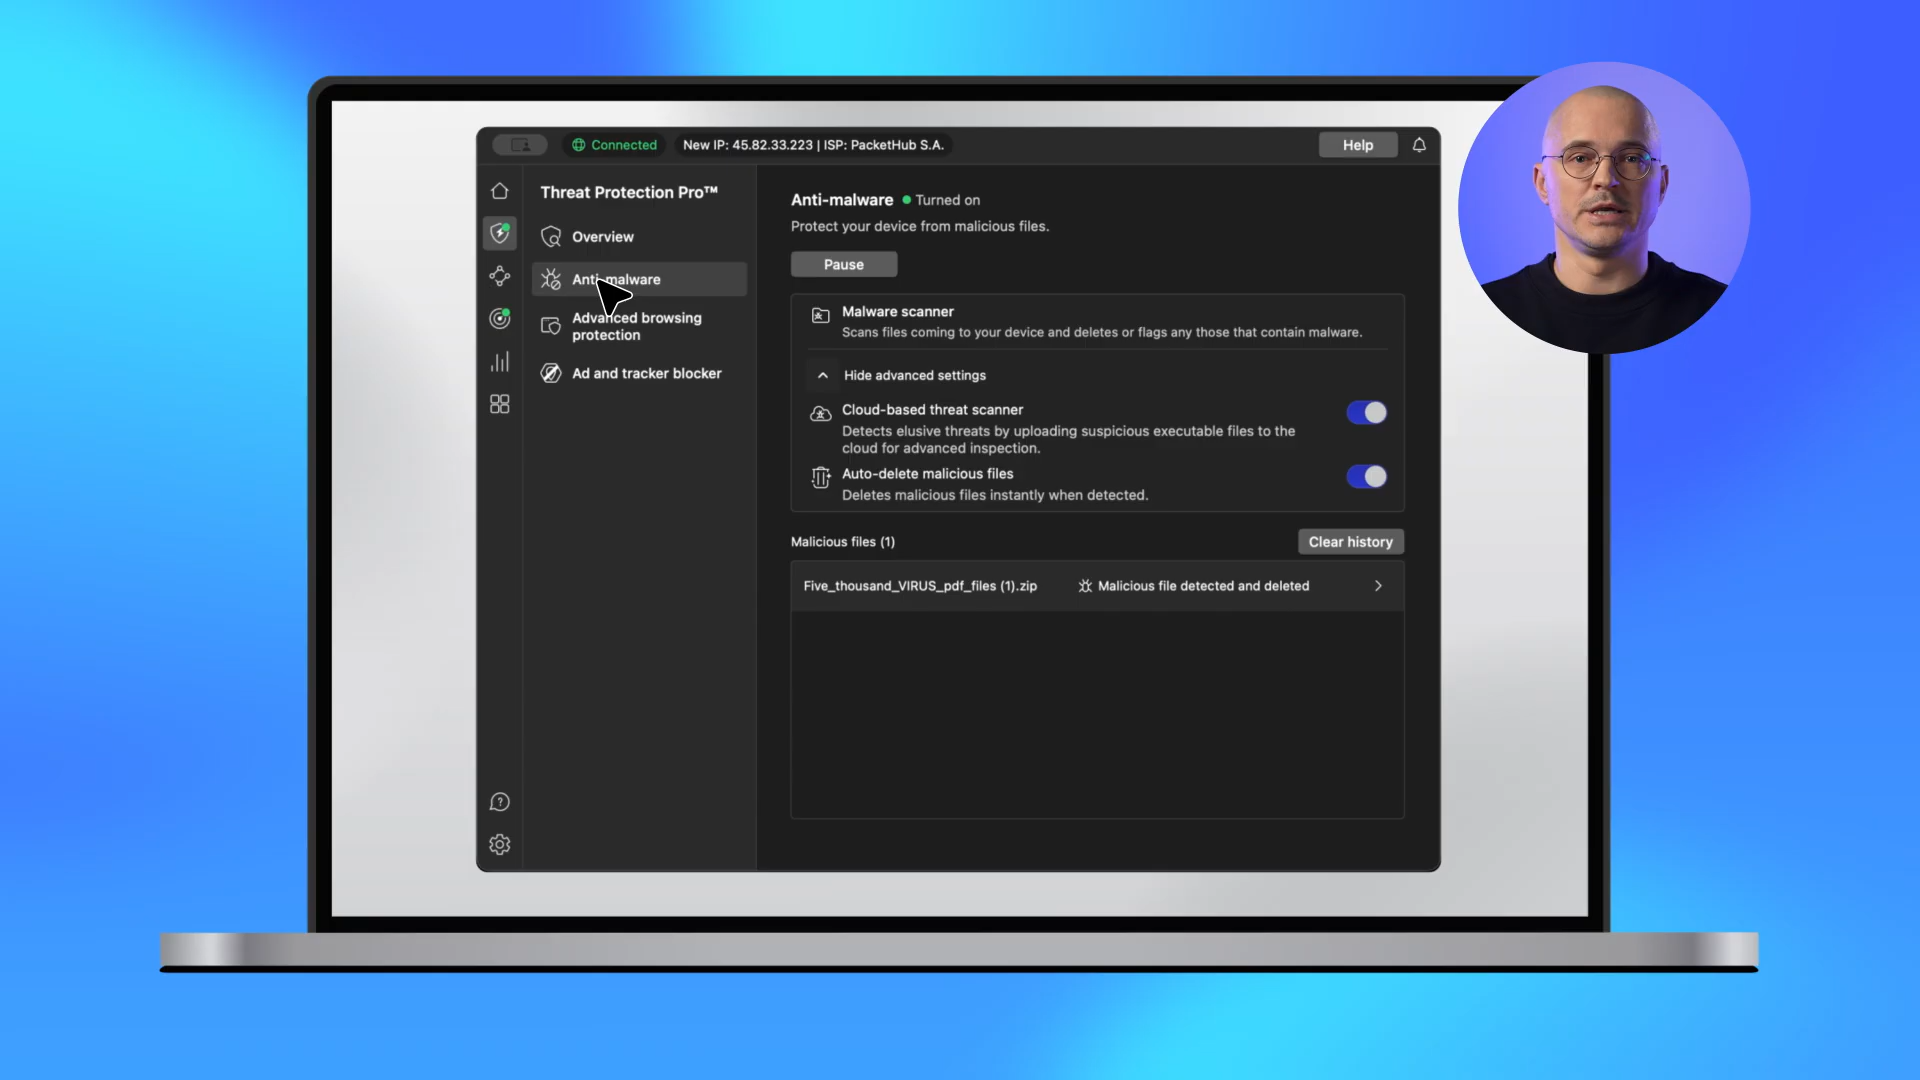 Connected
New IP: 45.82.33.223 | ISP: PacketHub S.A.
Help
Threat Protection Pro™
Overview
Anti-malware
Advanced browsing
protection
Ad and tracker blocker
Anti-malware Turned on
Protect your device from malicious files.
Pause
Malware scanner
Scans files coming to your device and deletes or flags any those that contain malware.
Hide advanced settings
Cloud-based threat scanner
Detects elusive threats by uploading suspicious executable files to the
cloud for advanced inspection.
Auto-delete malicious files
Deletes malicious files instantly when detected.
Malicious files (1)
Clear history
Five_thousand_VIRUS_pdf_files (1).zip
Malicious file detected and deleted